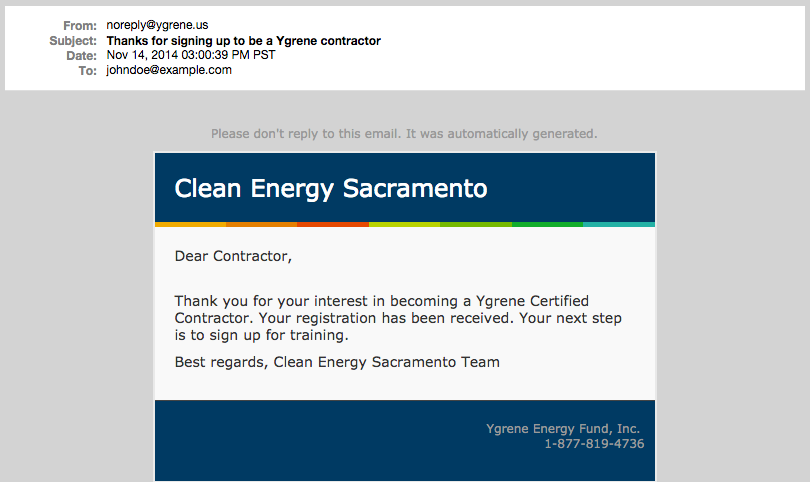 From: noreply@ygrene.us
Subject: Thanks for signing up to be a Ygrene contractor
Date: Nov 14, 2014 03:00:39 PM PST
To: johndoe@example.com
Please don't reply to this email. It was automatically generated.
Clean Energy Sacramento
Dear Contractor,
Thank you for your interest in becoming a Ygrene Certified
Contractor. Your registration has been received. Your next step
is to sign up for training.
Best regards, Clean Energy Sacramento Team
Ygrene Energy Fund, Inc.
1-877-819-4736